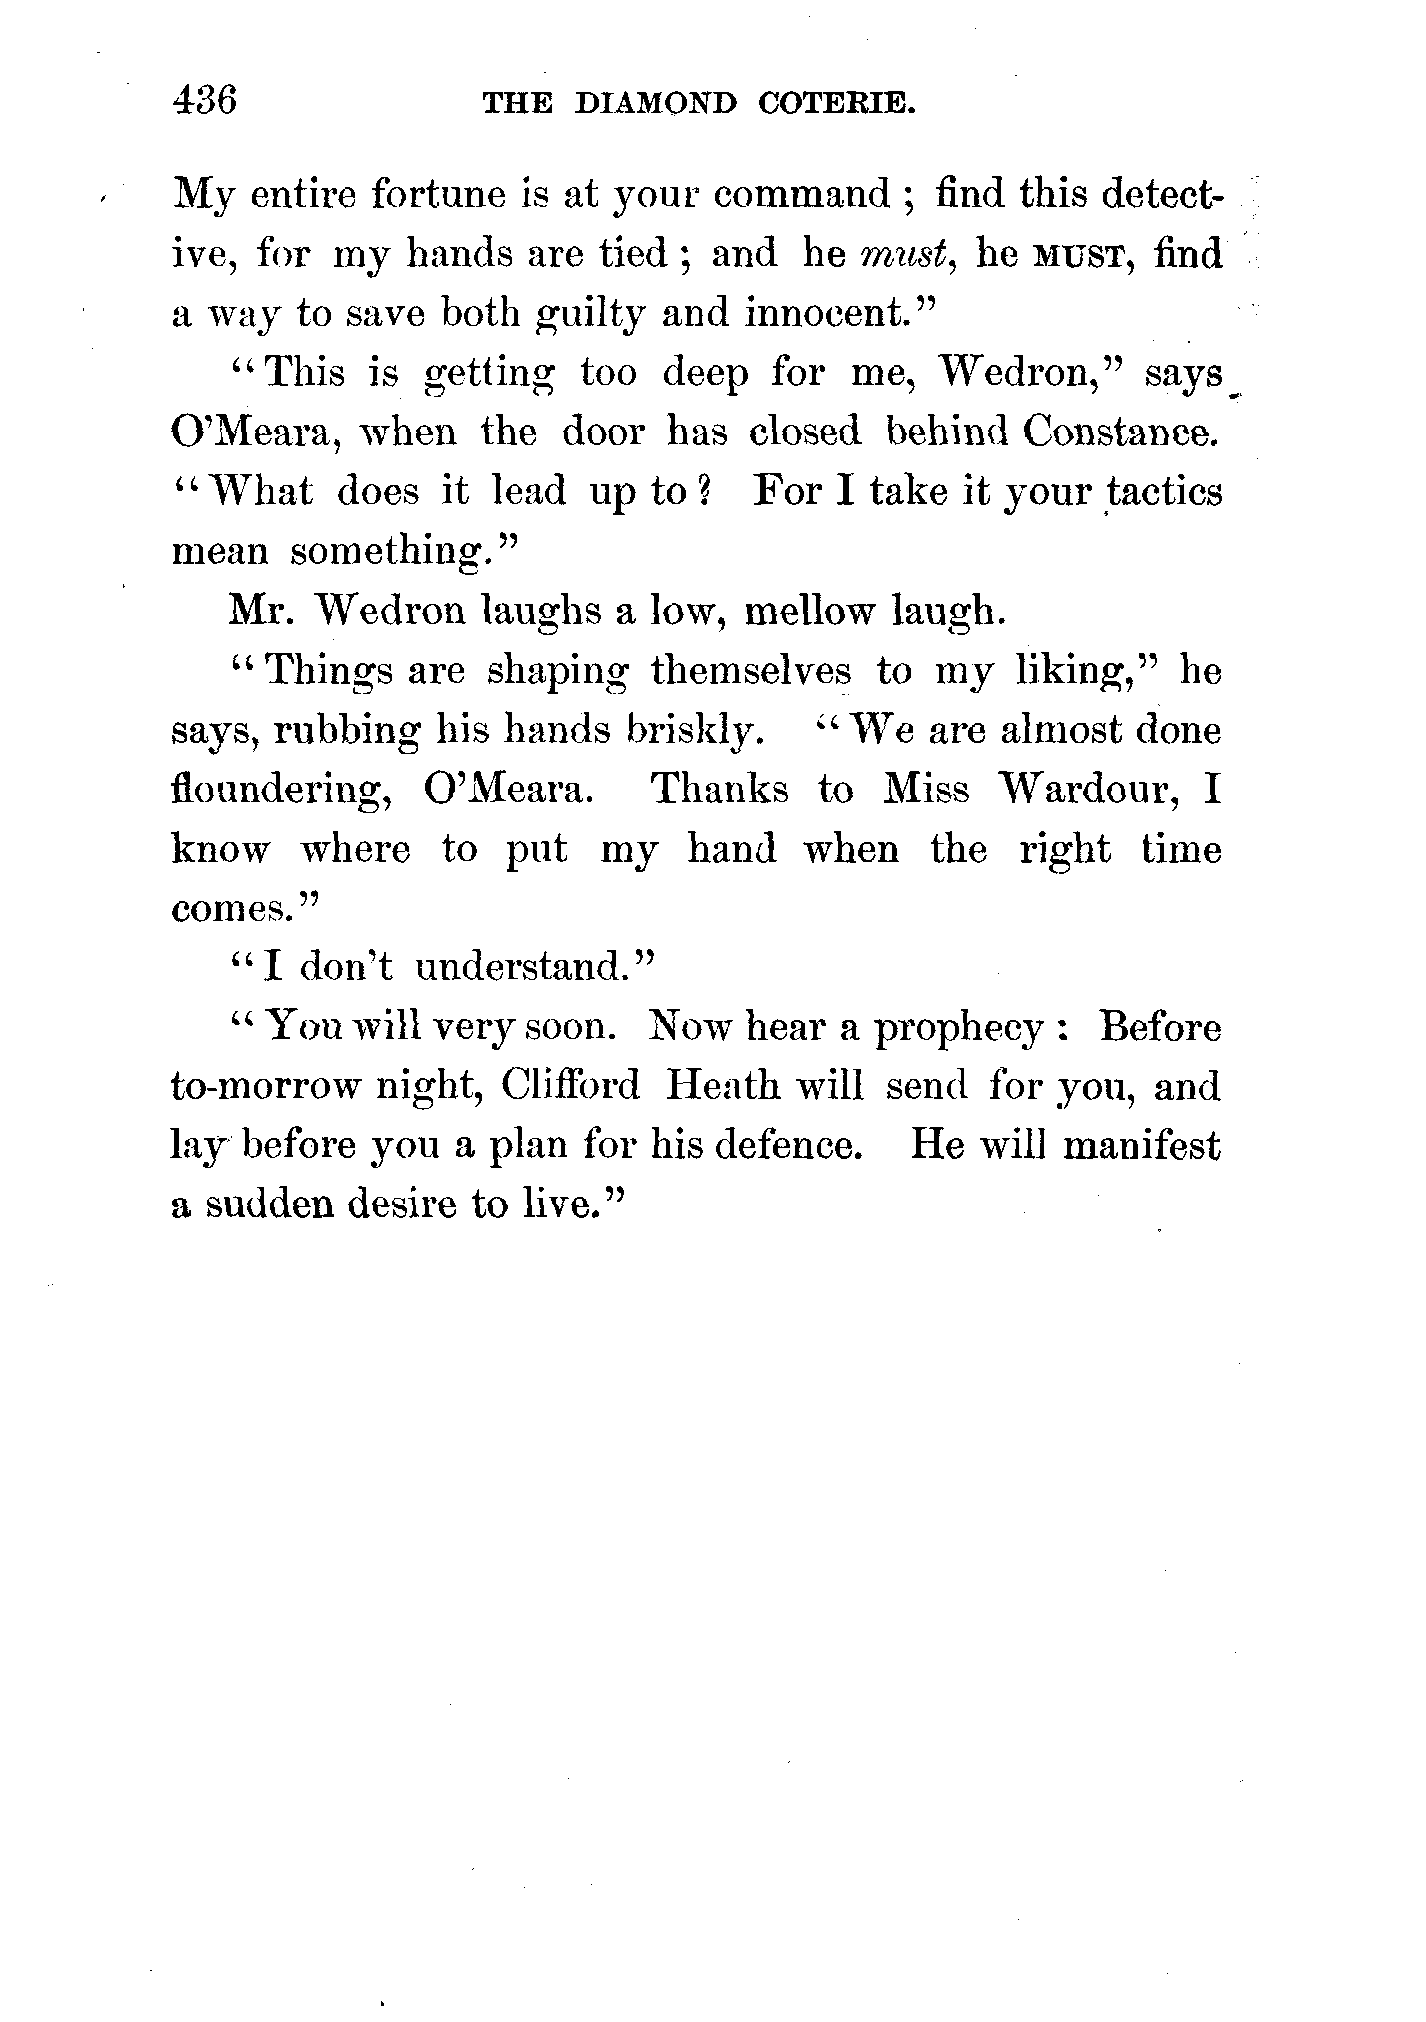 436 THE DIAMOND COTERIE.
My entire fortune is at your command ; find this detect-
ive, for my hands are tied ; and he must, he MUST, find
a way to save both guilty and innocent.”
“This is getting too deep for me, Wedron,” says
O’Meara, when the door has closed behind Constance.
“What does it lead up to ? For I take it your tactics
mean something.”
Mr. Wedron laughs a low, mellow laugh.
“Things are shaping themselves to my liking,” he
says, rubbing his hands briskly. “We are almost done
floundering, O’Meara. Thanks to Miss Wardour, I
know where to put my hand when the right time
comes.”
“I don’t understand.”
“You will very soon. Now hear a prophecy : Before
to-morrow night, Clifford Heath will send for you, and
lay before you a plan for his defence. He will manifest
a sudden desire to live.”